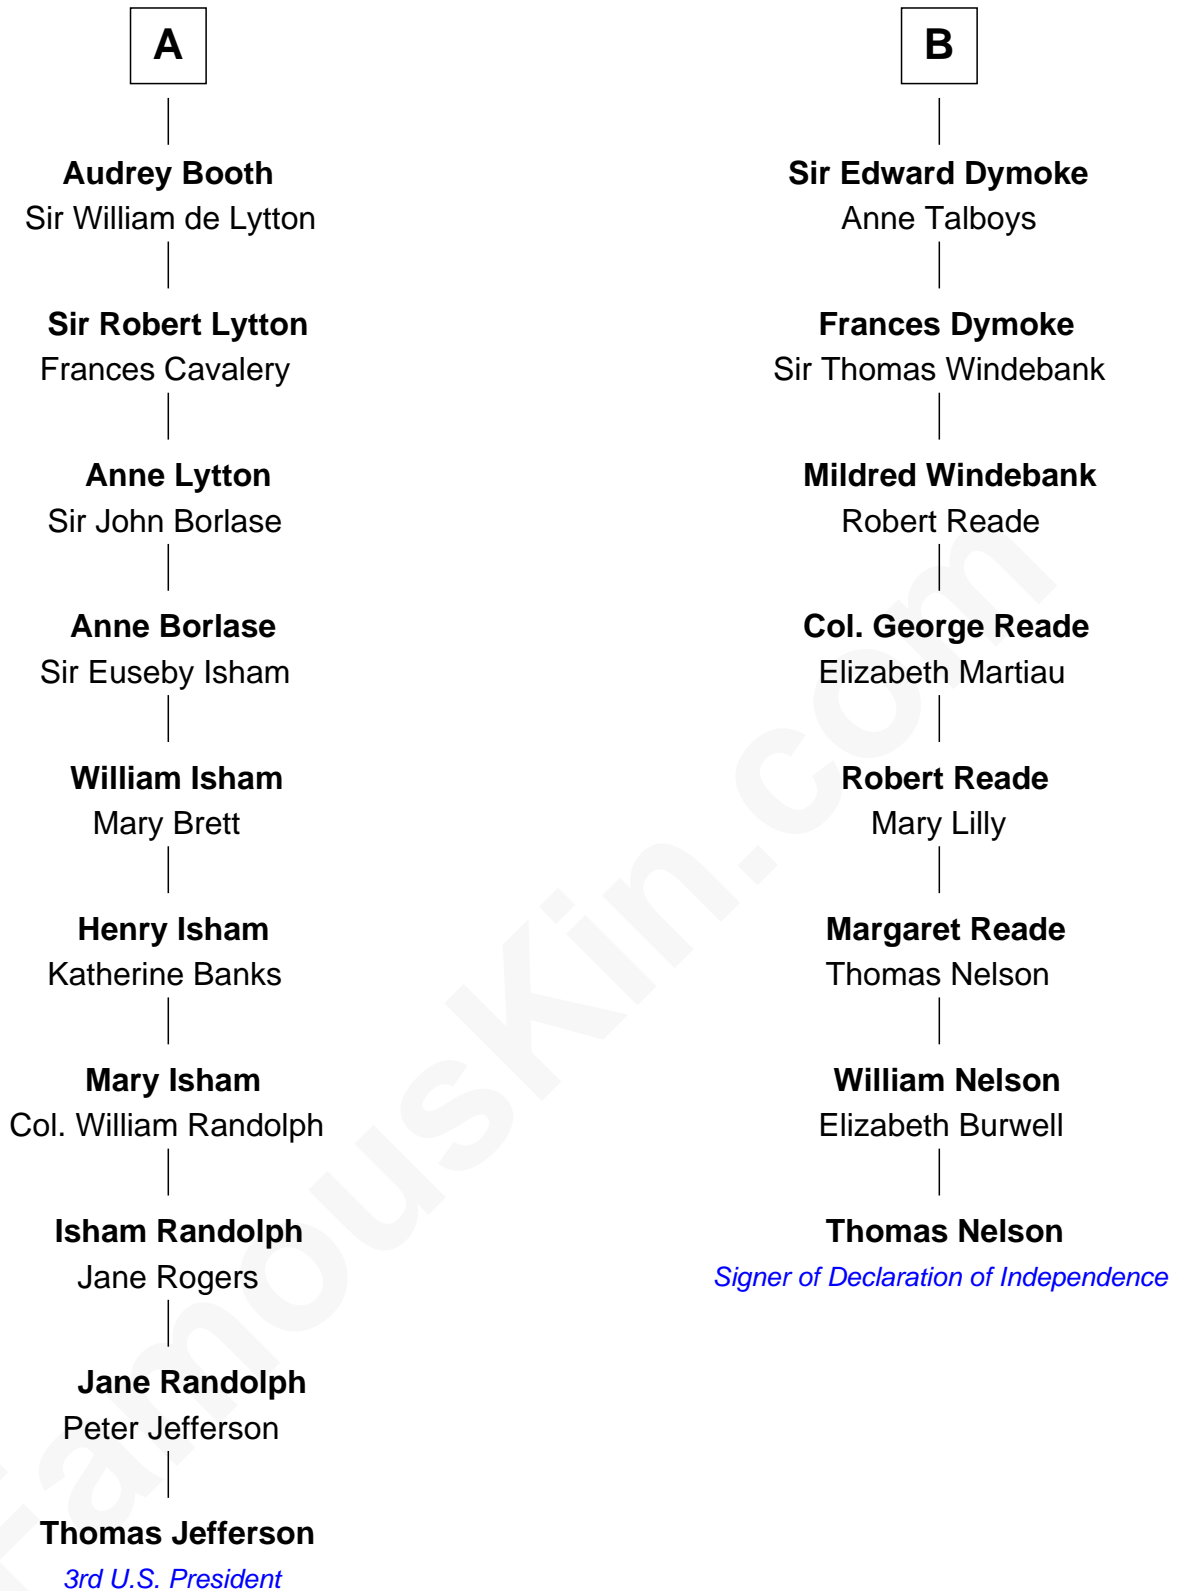 A
Audrey Booth
Sir William de Lytton
Sir Robert Lytton
Frances Cavalery
Anne Lytton
Sir John Borlase
Anne Borlase
Sir Euseby Isham
William Isham
Mary Brett
Henry Isham
Katherine Banks
Mary Isham
Col. William Randolph
Isham Randolph
Jane Rogers
Jane Randolph
Peter Jefferson
Thomas Jefferson
3rd U.S. President
B
Sir Edward Dymoke
Anne Talboys
Frances Dymoke
Sir Thomas Windebank
Mildred Windebank
Robert Reade
Col. George Reade
Elizabeth Martiau
Robert Reade
Mary Lilly
Margaret Reade
Thomas Nelson
William Nelson
Elizabeth Burwell
Thomas Nelson
Signer of Declaration of Independence
FamousKin.com